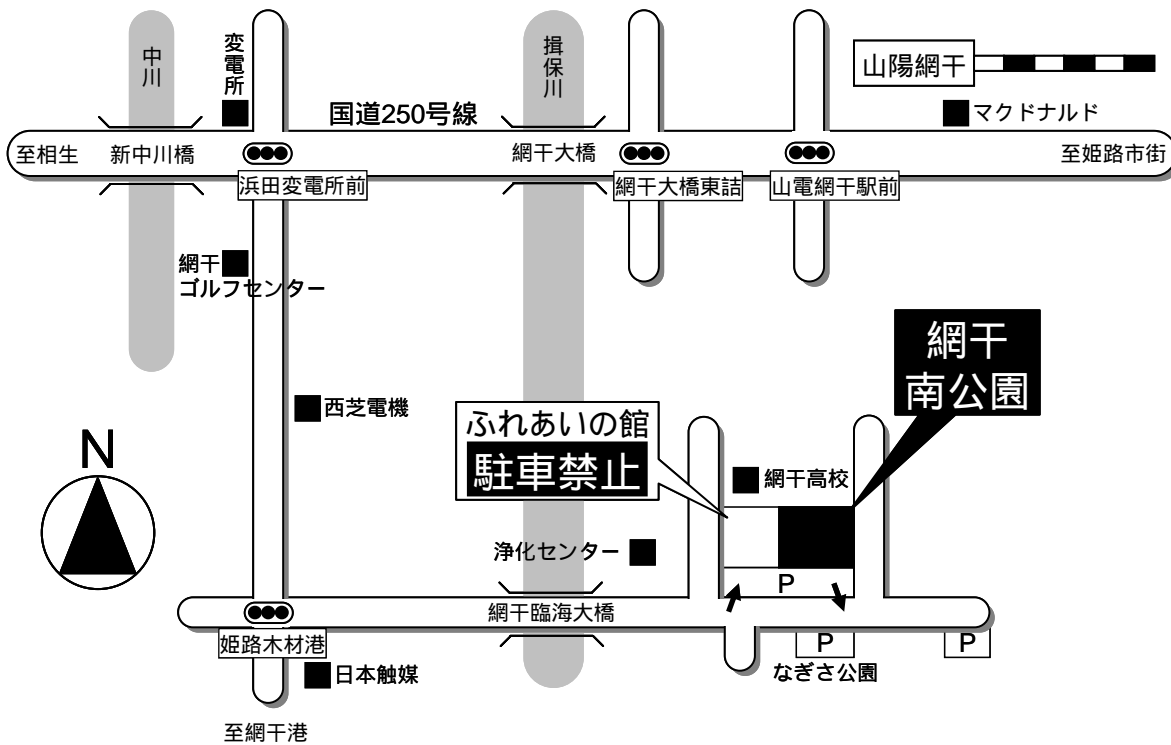 中川
変電所
揖保川
山陽網干
国道250号線
マクドナルド
至相生
新中川橋
網干大橋
至姫路市街
浜田変電所前
網干大橋東詰
山電網干駅前
網干
ゴルフセンター
網干
南公園
西芝電機
ふれあいの館
駐車禁止
N
網干高校
浄化センター
P
網干臨海大橋
姫路木材港
P
P
日本触媒
なぎさ公園
至網干港